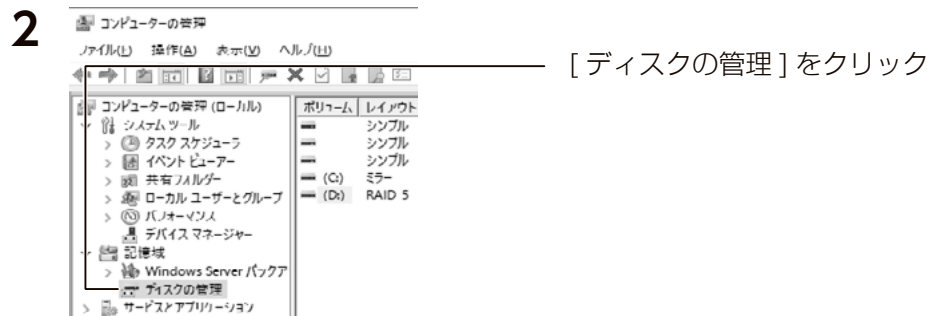 2
コンピューターの管理
ファイル(F) 操作(A) 表示(V) ヘルプ(H)
[ ディスクの管理 ] をクリック
コンピューターの管理 (ローカル)
システム ツール
タスク スケジューラ
イベント ビューアー
共有フォルダー
ローカル ユーザーとグループ
パフォーマンス
デバイス マネージャー
記憶域
Windows Server バックア
ディスクの管理
サービスとアプリケーション
ボリューム レイアウト
シンプル
シンプル
シンプル
(C:) ミラー
(D:) RAID 5